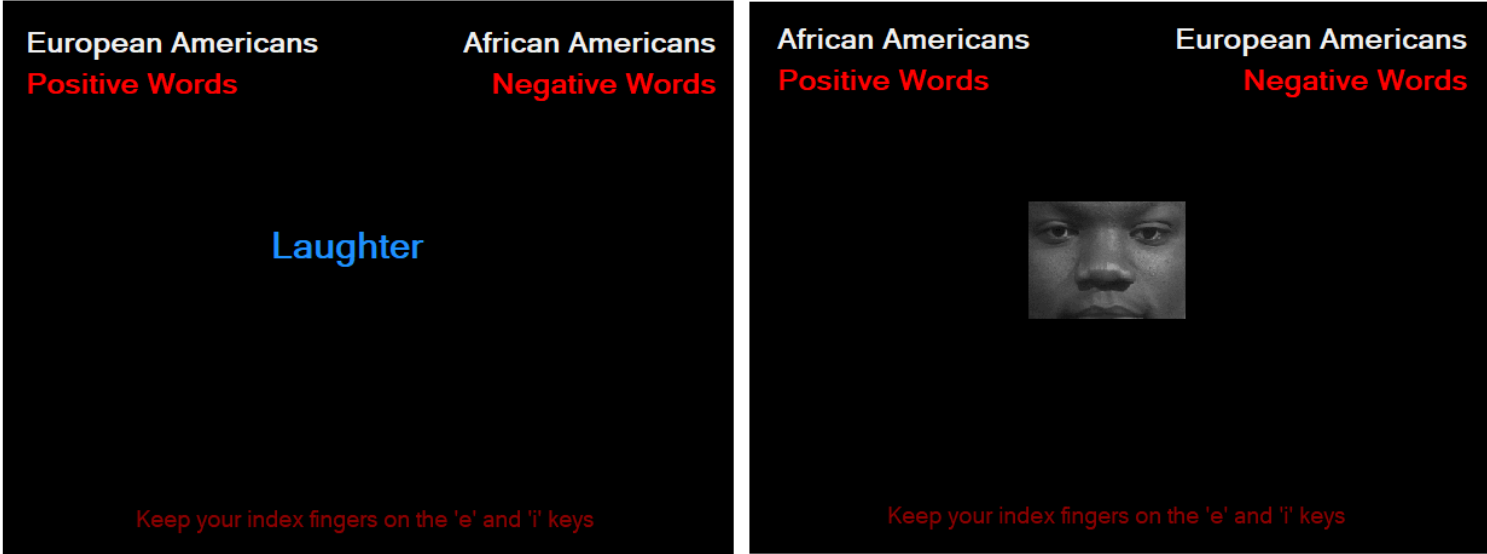 European Americans
African Americans
Positive Words
Negative Words
Laughter
Keep your index fingers on the 'e' and 'i' keys
African Americans
European Americans
Positive Words
Negative Words
Keep your index fingers on the 'e' and 'i' keys